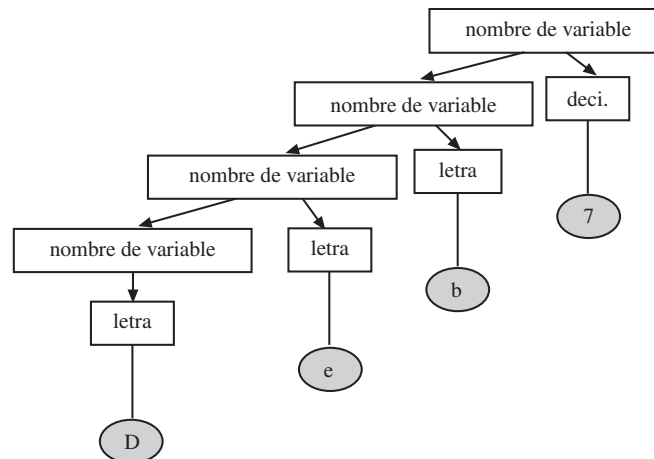 nombre de variable
nombre de variable
deci.
nombre de variable
letra
7
nombre de variable
letra
b
letra
e
D